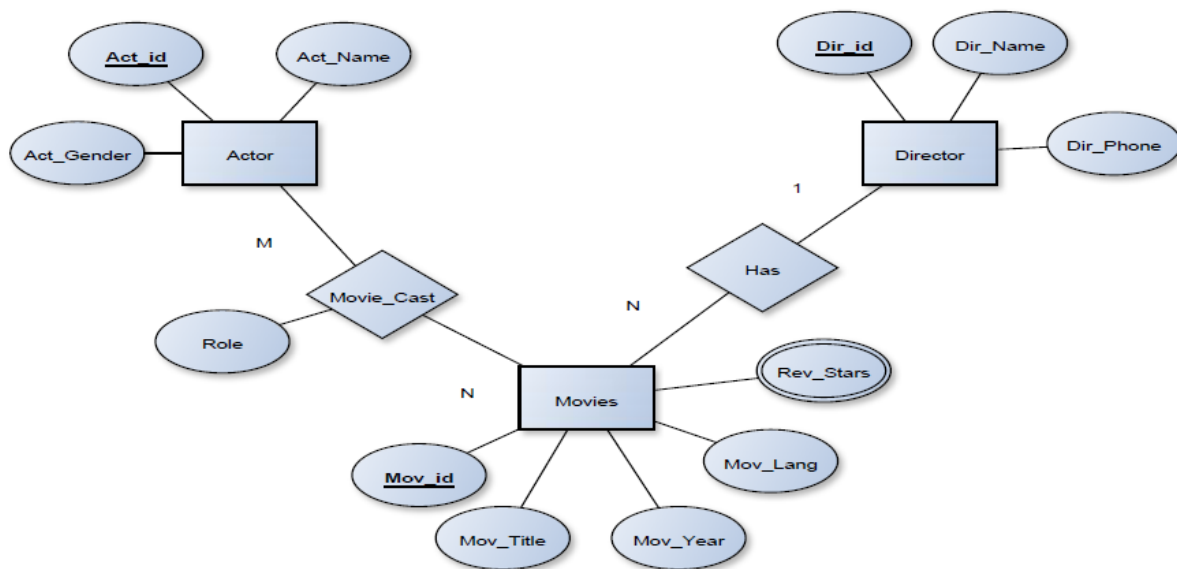 Act_id
Act_Name
Dir_id
Dir_Name
Act_Gender
Actor
Director
Dir_Phone
1
M
Has
Movie_Cast
N
Role
Rev_Stars
N
Movies
Mov_Lang
Mov_id
Mov_Title
Mov_Year